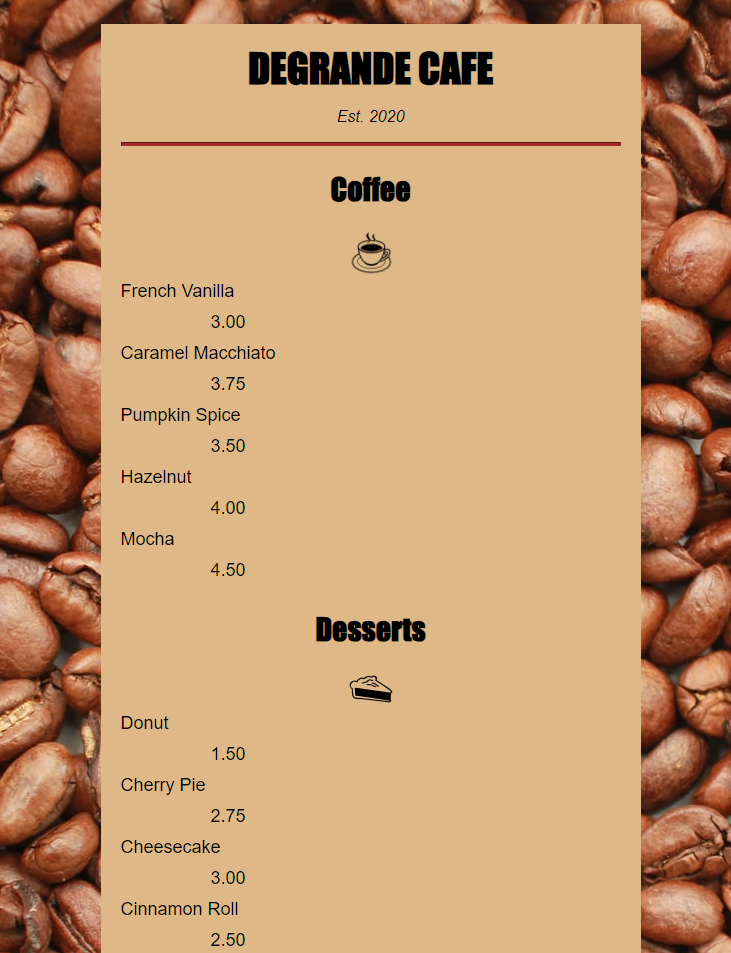 DEGRANDE CAFE
Est. 2020
Coffee
French Vanilla
3.00
Caramel Macchiato
3.75
Pumpkin Spice
3.50
Hazelnut
4.00
Mocha
4.50
Desserts
Donut
1.50
Cherry Pie
2.75
Cheesecake
3.00
Cinnamon Roll
2.50